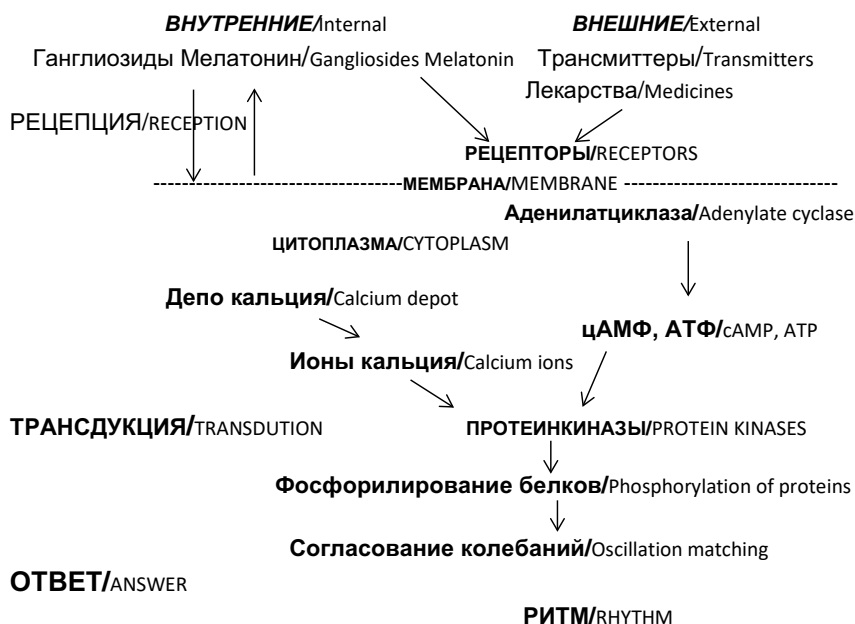 ВНУТРЕННИЕ/Internal ВНЕШНИЕ/External
Ганглиозиды Мелатонин/Gangliosides Melatonin Трансмиттеры/Transmitters
Лекарства/Medicines
РЕЦЕПЦИЯ/RECEPTION
РЕЦЕПТОРЫ/RECEPTORS
МЕМБРАНА/MEMBRANE
Аденилатциклаза/Adenylate cyclase
ЦИТОПЛАЗМА/CYTOPLASM
Депо кальция/Calcium depot
цАМФ, АТФ/cAMP, ATP
Ионы кальция/Calcium ions
ТРАНСДУКЦИЯ/TRANSDUTION ПРОТЕИНКИНАЗЫ/PROTEIN KINASES
Фосфорилирование белков/Phosphorylation of proteins
Согласование колебаний/Oscillation matching
ОТВЕТ/ANSWER
РИТМ/RHYTHM